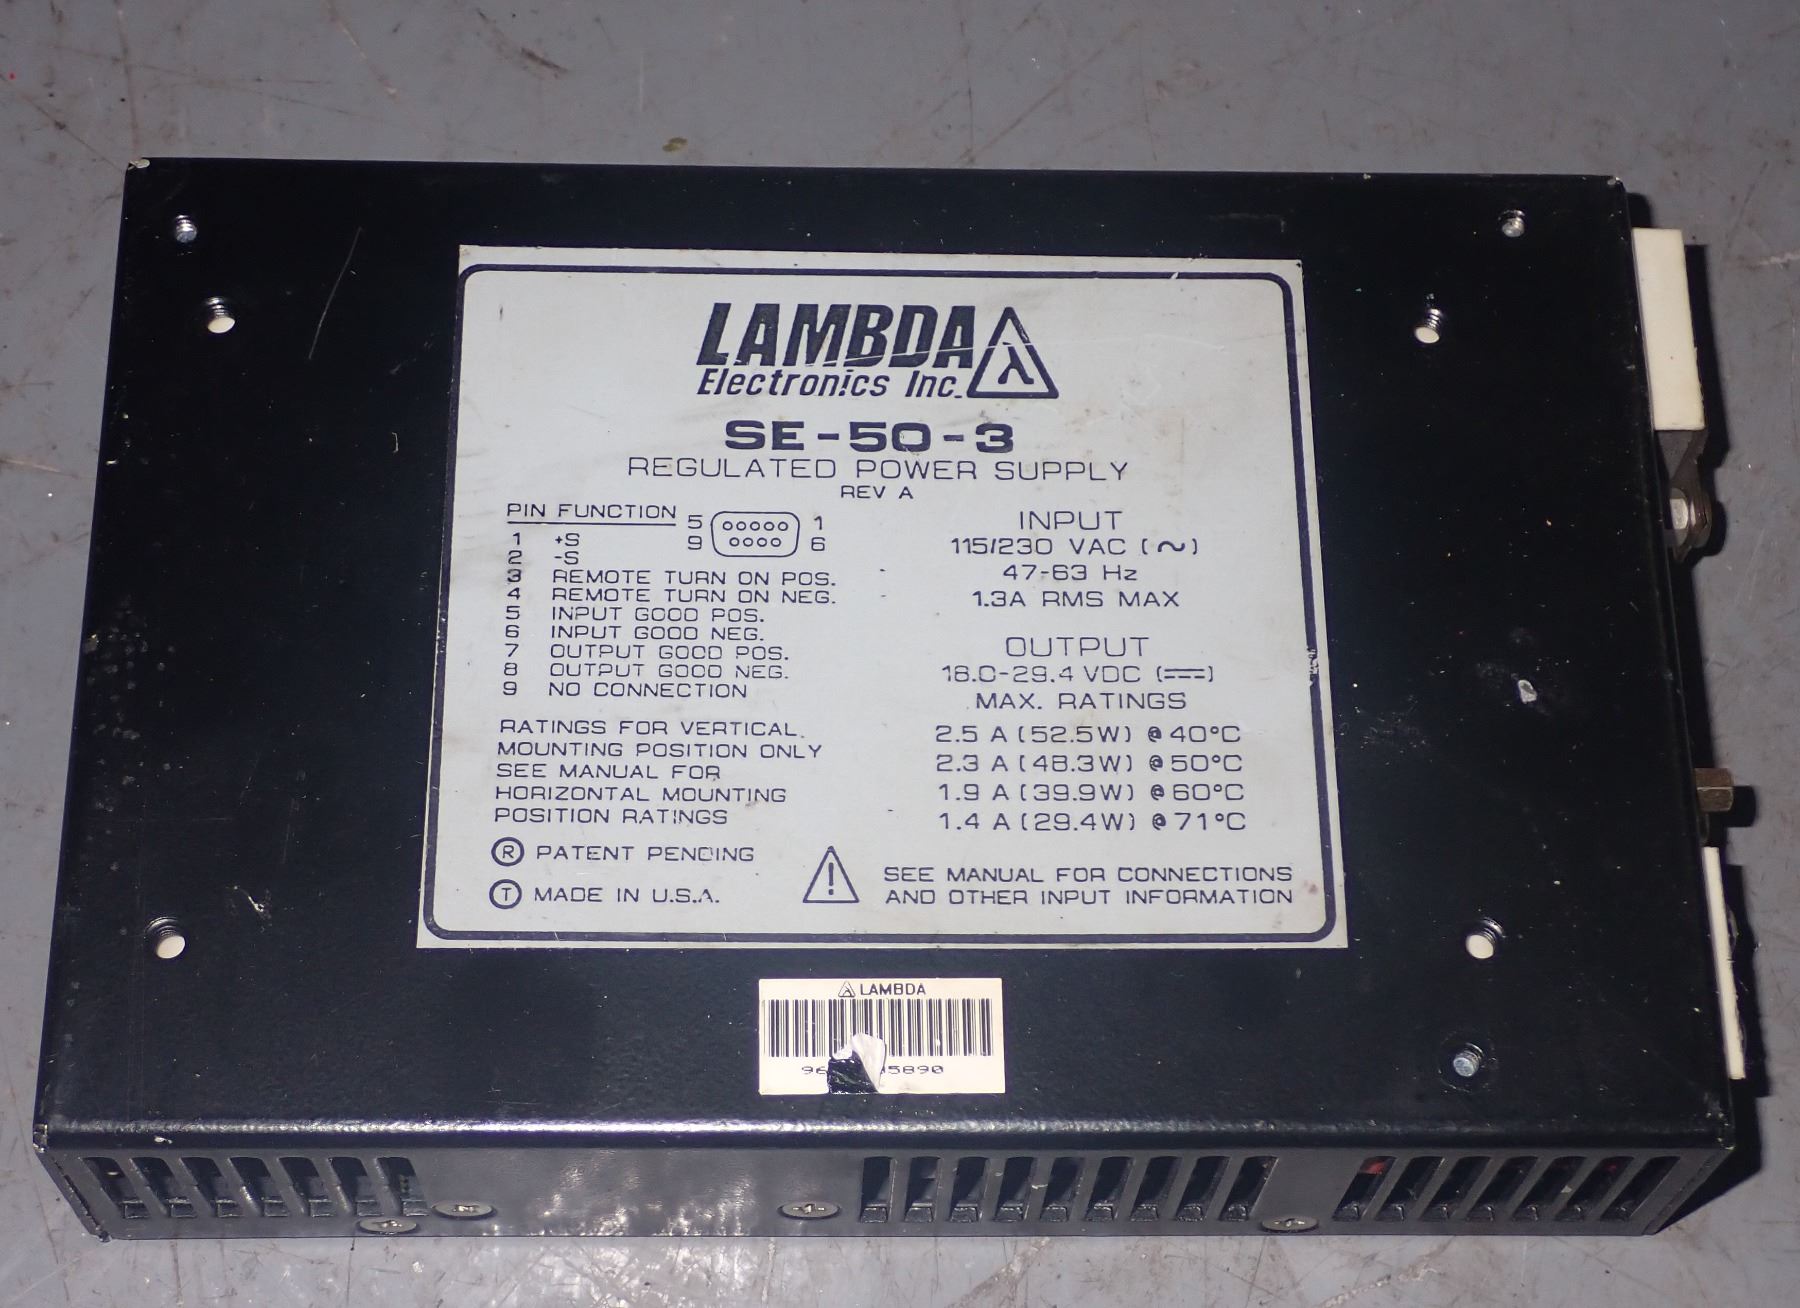 LAMBDA
Electronics Inc.
SE-50-3
REGULATED POWER SUPPLY
REV A
PIN FUNCTION
5 1
9 6
1 +S
2 -S
3 REMOTE TURN ON POS.
4 REMOTE TURN ON NEG.
5 INPUT GOOD POS.
6 INPUT GOOD NEG.
7 OUTPUT GOOD POS.
8 OUTPUT GOOD NEG.
9 NO CONNECTION
RATINGS FOR VERTICAL
MOUNTING POSITION ONLY
SEE MANUAL FOR
HORIZONTAL MOUNTING
POSITION RATINGS
Ⓡ PATENT PENDING
Ⓣ MADE IN U.S.A.
INPUT
115/230 VAC (~)
47-63 Hz
1.3A RMS MAX
OUTPUT
18.0-29.4 VDC (⎓)
MAX. RATINGS
2.5 A (52.5W) @ 40°C
2.3 A (48.3W) @ 50°C
1.9 A (39.9W) @ 60°C
1.4 A (29.4W) @ 71°C
SEE MANUAL FOR CONNECTIONS
AND OTHER INPUT INFORMATION
LAMBDA